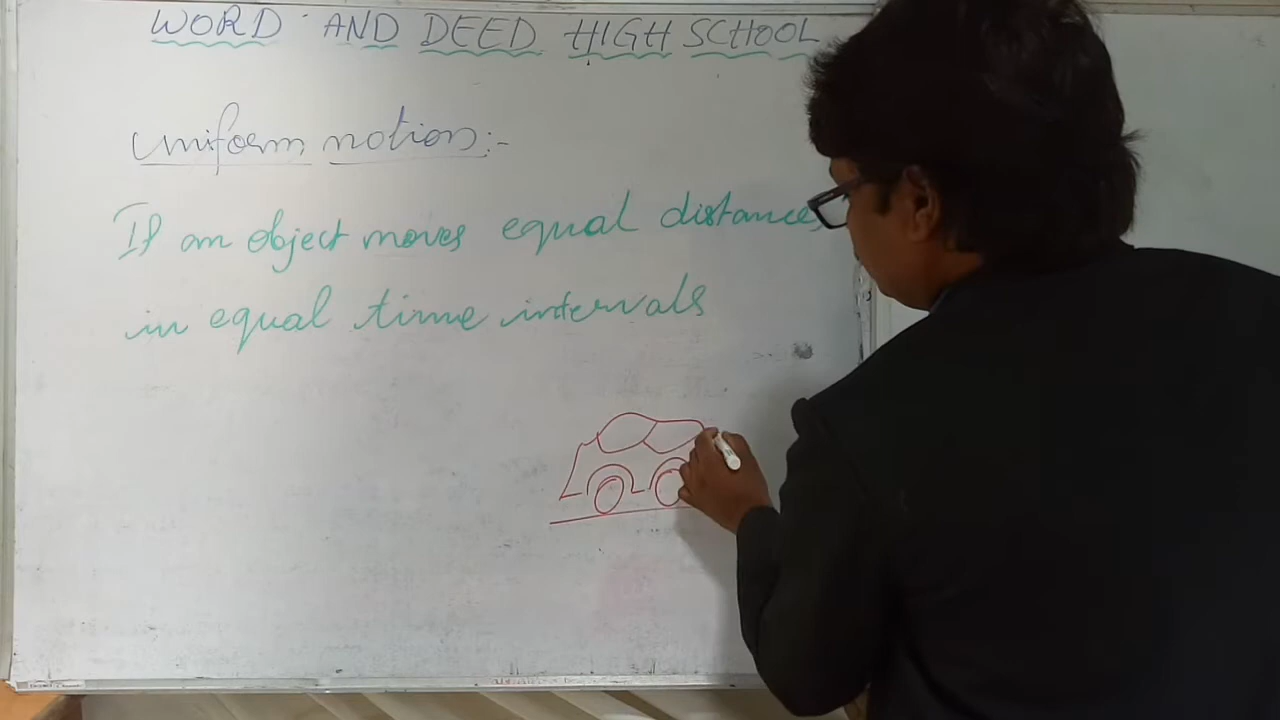 WORD AND DEED HIGH SCHOOL
Uniform motion:-
If an object moves equal distances
in equal time intervals